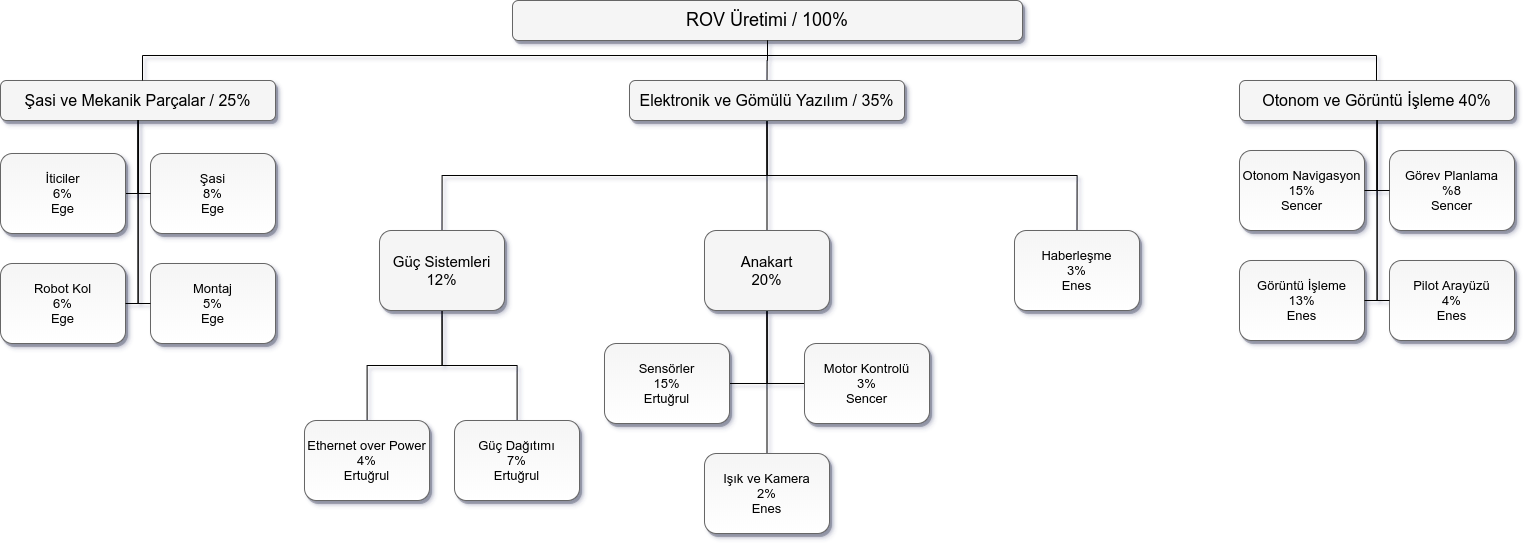 ROV Üretimi / 100%
Şasi ve Mekanik Parçalar / 25%
Elektronik ve Gömülü Yazılım / 35%
Otonom ve Görüntü İşleme 40%
İticiler
6%
Ege
Şasi
8%
Ege
Robot Kol
6%
Ege
Montaj
5%
Ege
Güç Sistemleri
12%
Ethernet over Power
4%
Ertuğrul
Güç Dağıtımı
7%
Ertuğrul
Anakart
20%
Sensörler
15%
Ertuğrul
Motor Kontrolü
3%
Sencer
Işık ve Kamera
2%
Enes
Haberleşme
3%
Enes
Otonom Navigasyon
15%
Sencer
Görev Planlama
%8
Sencer
Görüntü İşleme
13%
Enes
Pilot Arayüzü
4%
Enes